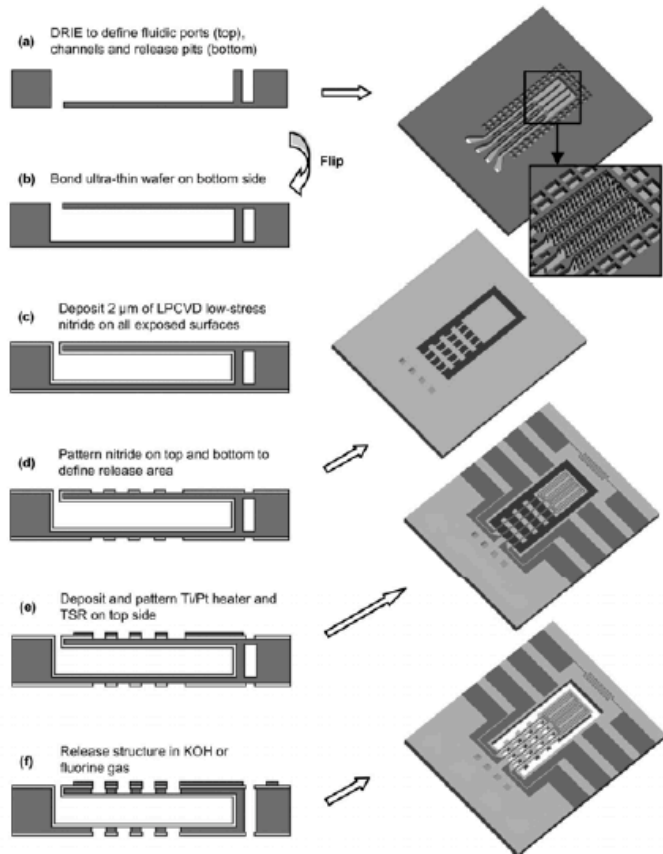 (a) DRIE to define fluidic ports (top),
channels and release pits (bottom)
Flip
(b) Bond ultra-thin wafer on bottom side
(c) Deposit 2 μm of LPCVD low-stress
nitride on all exposed surfaces
(d) Pattern nitride on top and bottom to
define release area
(e) Deposit and pattern Ti/Pt heater and
TSR on top side
(f) Release structure in KOH or
fluorine gas